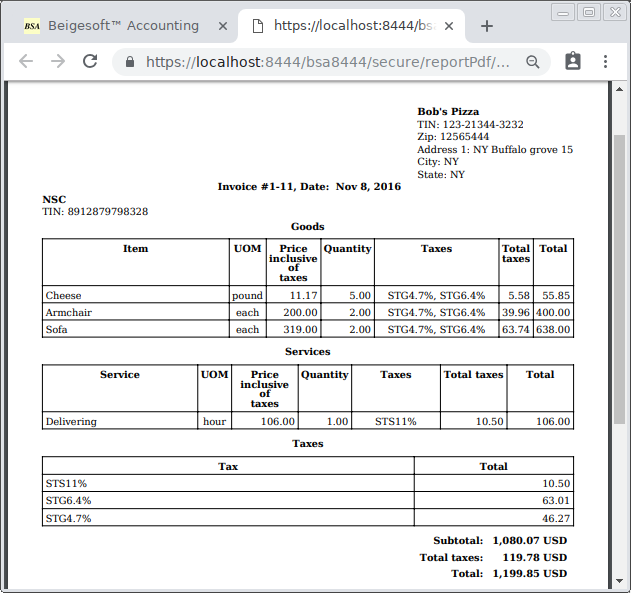 BSA Beigesoft™ Accounting
https://localhost:8444/bs
https://localhost:8444/bsa8444/secure/reportPdf/...
Bob's Pizza
TIN: 123-21344-3232
Zip: 12565444
Address 1: NY Buffalo grove 15
City: NY
State: NY
Invoice #1-11, Date: Nov 8, 2016
NSC
TIN: 8912879798328
Goods
Item UOM Price inclusive of taxes Quantity Taxes Total taxes Total
Cheese pound 11.17 5.00 STG4.7%, STG6.4% 5.58 55.85
Armchair each 200.00 2.00 STG4.7%, STG6.4% 39.96 400.00
Sofa each 319.00 2.00 STG4.7%, STG6.4% 63.74 638.00
Services
Service UOM Price inclusive of taxes Quantity Taxes Total taxes Total
Delivering hour 106.00 1.00 STS11% 10.50 106.00
Taxes
Tax Total
STS11% 10.50
STG6.4% 63.01
STG4.7% 46.27
Subtotal: 1,080.07 USD
Total taxes: 119.78 USD
Total: 1,199.85 USD